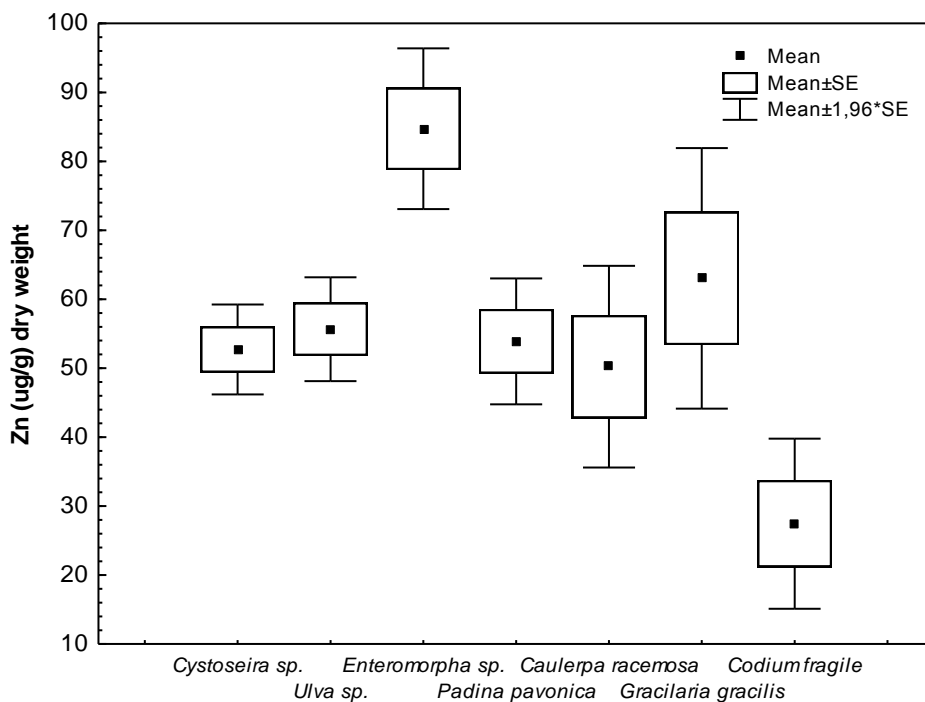 100
90
80
70
60
50
40
30
20
10
Zn (ug/g) dry weight
Mean
Mean±SE
Mean±1,96*SE
Cystoseira sp. Enteromorpha sp. Caulerpa racemosa Codium fragile
Ulva sp. Padina pavonica Gracilaria gracilis